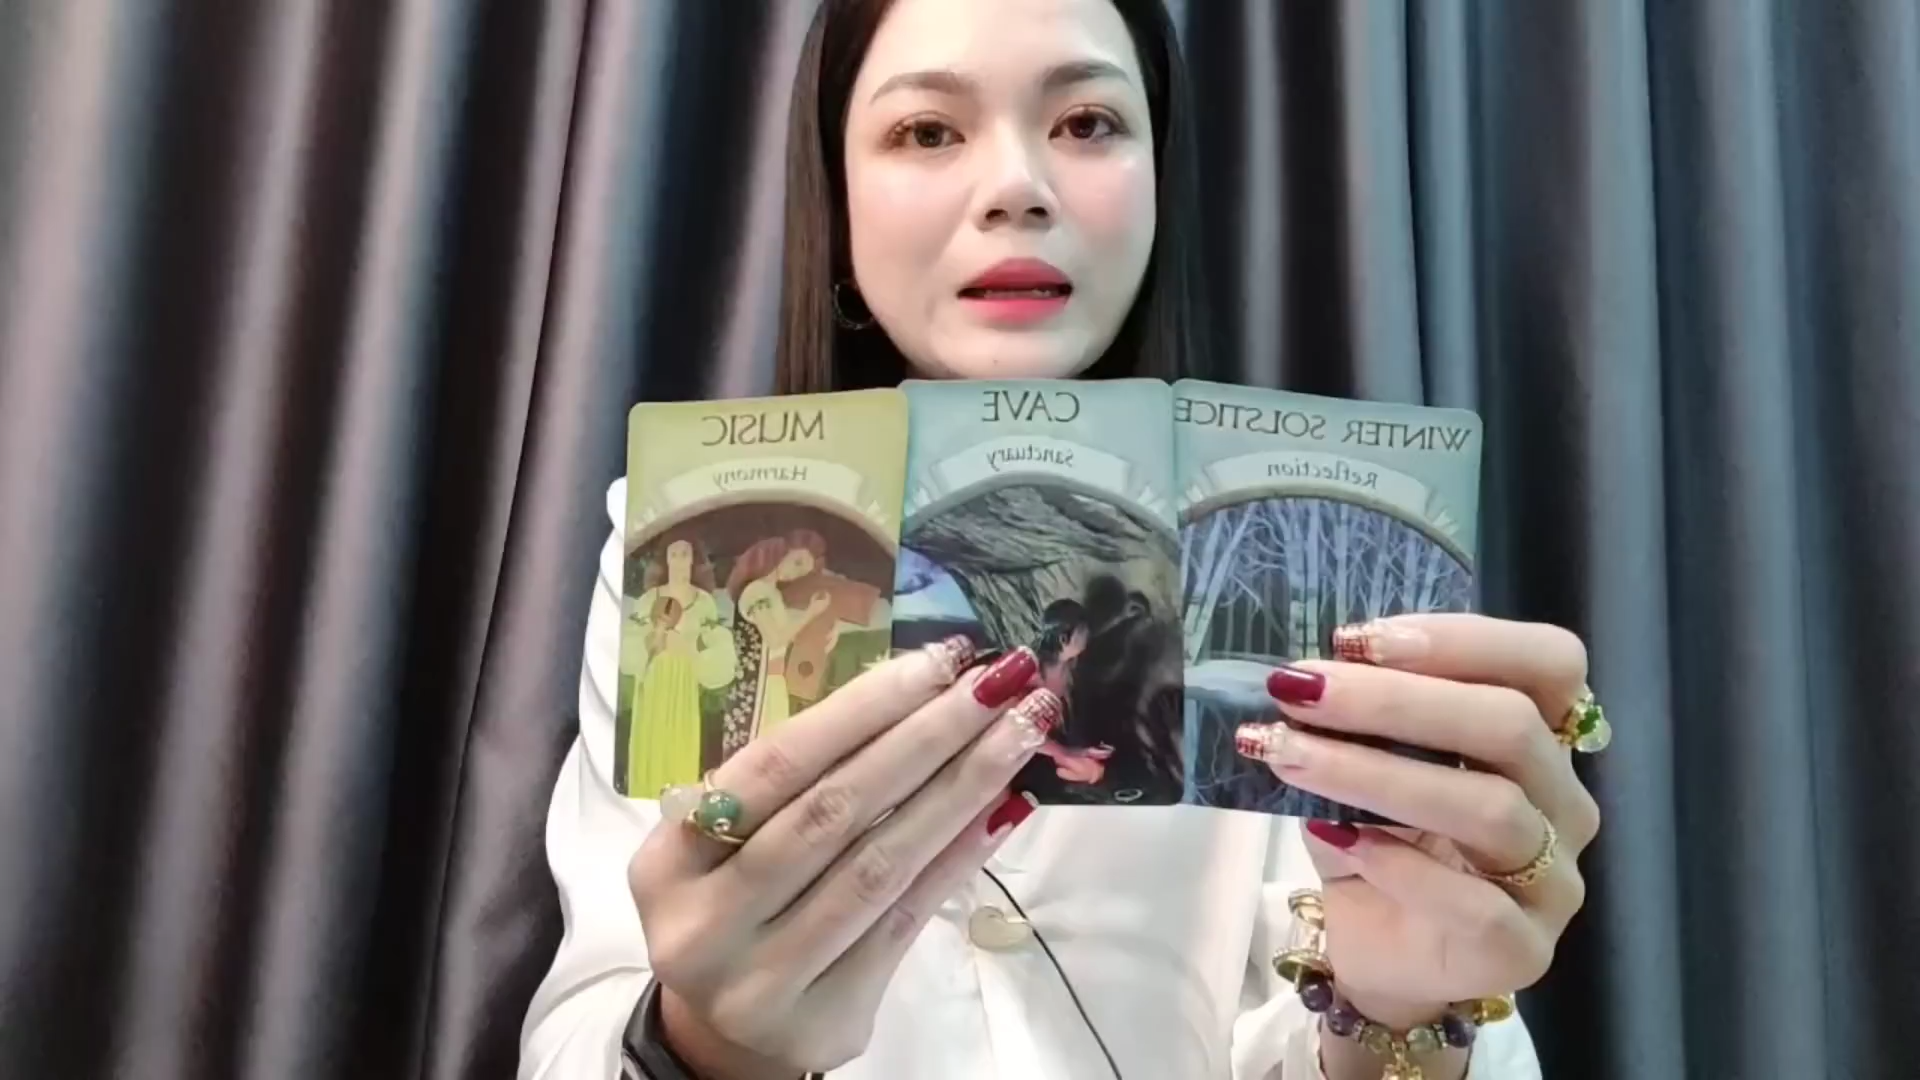 MUSIC
Harmony
CAVE
Sanctuary
WINTER SOLSTICE
Reflection